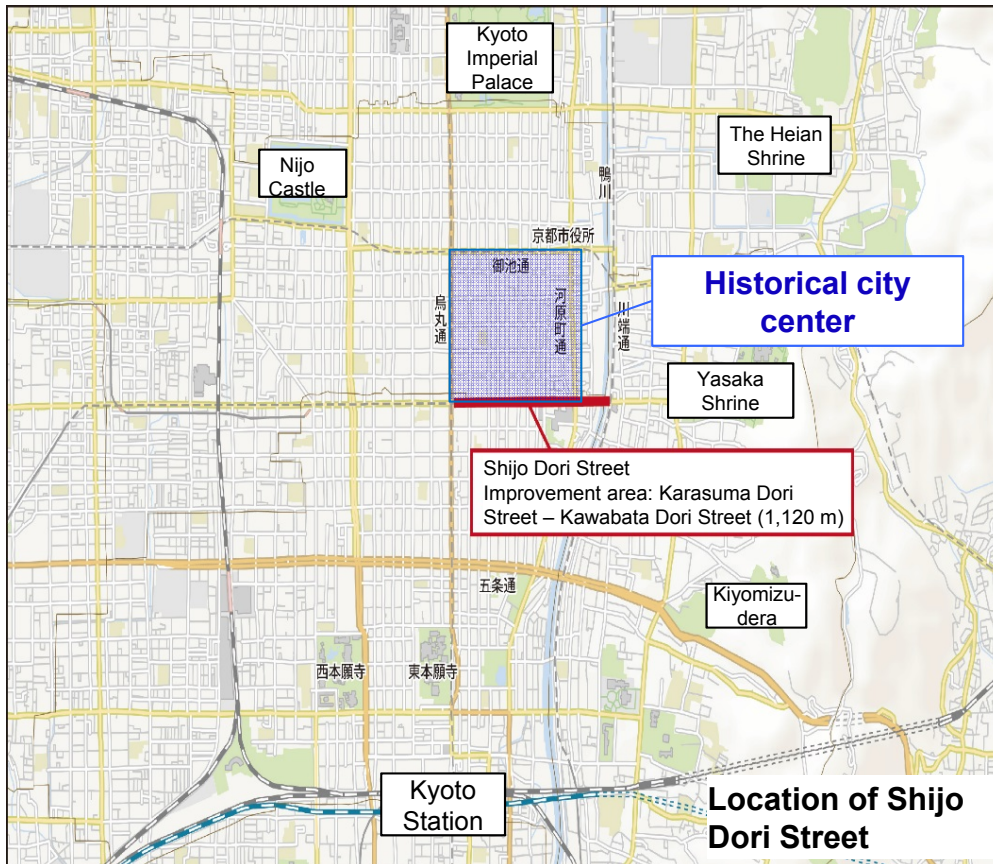 Kyoto
Imperial
Palace
The Heian
Shrine
Nijo
Castle
鴨川
京都市役所
御池通
烏丸通
河原町通
川端通
Historical city
center
Yasaka
Shrine
Shijo Dori Street
Improvement area: Karasuma Dori
Street – Kawabata Dori Street (1,120 m)
五条通
Kiyomizu-
dera
西本願寺
東本願寺
Kyoto
Station
Location of Shijo
Dori Street